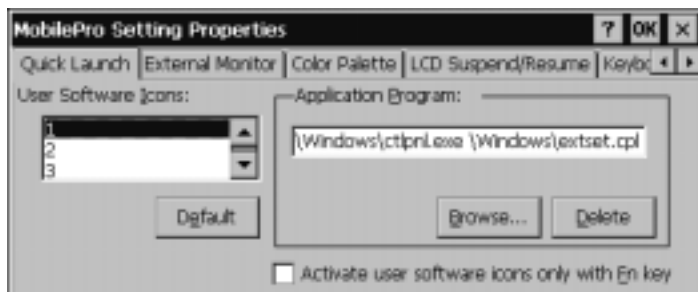 MobilePro Setting Properties ? OK ×
Quick Launch External Monitor Color Palette LCD Suspend/Resume Keybo
User Software Icons:
1
2
3
Default
Application Program:
\Windows\ctlpnl.exe \Windows\extset.cpl
Browse... Delete
Activate user software icons only with Fn key